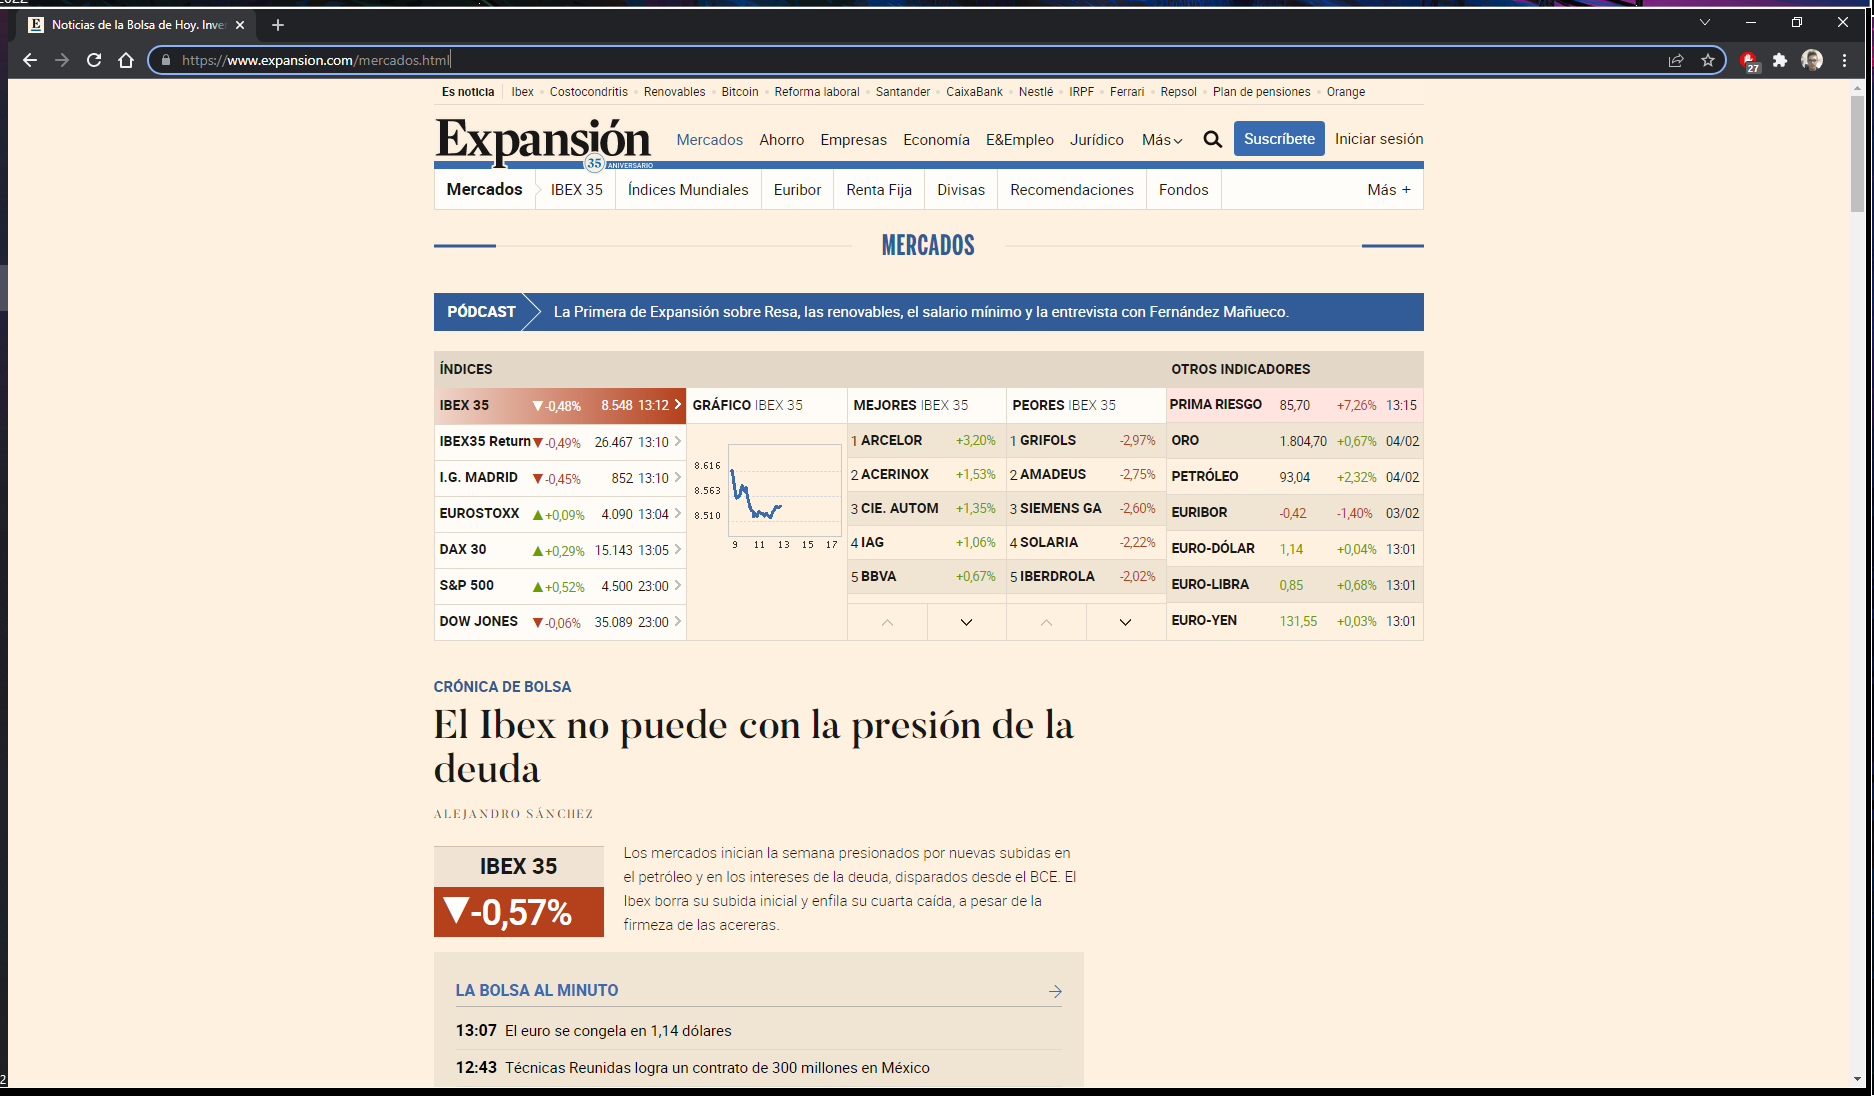 2022
Noticias de la Bolsa de Hoy. Inve
https://www.expansion.com/mercados.html
27
Es noticia Ibex Costocondritis Renovables Bitcoin Reforma laboral Santander CaixaBank Nestlé IRPF Ferrari Repsol Plan de pensiones Orange
Expansión
35 ANIVERSARIO
Mercados Ahorro Empresas Economía E&Empleo Jurídico Más Suscríbete Iniciar sesión
Mercados IBEX 35 Índices Mundiales Euribor Renta Fija Divisas Recomendaciones Fondos Más +
MERCADOS
PÓDCAST La Primera de Expansión sobre Resa, las renovables, el salario mínimo y la entrevista con Fernández Mañueco.
ÍNDICES
IBEX 35 ▼-0,48% 8.548 13:12
IBEX35 Return ▼-0,49% 26.467 13:10
I.G. MADRID ▼-0,45% 852 13:10
EUROSTOXX ▲+0,09% 4.090 13:04
DAX 30 ▲+0,29% 15.143 13:05
S&P 500 ▲+0,52% 4.500 23:00
DOW JONES ▼-0,06% 35.089 23:00
GRÁFICO IBEX 35
8.616
8.563
8.510
9 11 13 15 17
MEJORES IBEX 35
1 ARCELOR +3,20%
2 ACERINOX +1,53%
3 CIE. AUTOM +1,35%
4 IAG +1,06%
5 BBVA +0,67%
PEORES IBEX 35
1 GRIFOLS -2,97%
2 AMADEUS -2,75%
3 SIEMENS GA -2,60%
4 SOLARIA -2,22%
5 IBERDROLA -2,02%
OTROS INDICADORES
PRIMA RIESGO 85,70 +7,26% 13:15
ORO 1.804,70 +0,67% 04/02
PETRÓLEO 93,04 +2,32% 04/02
EURIBOR -0,42 -1,40% 03/02
EURO-DÓLAR 1,14 +0,04% 13:01
EURO-LIBRA 0,85 +0,68% 13:01
EURO-YEN 131,55 +0,03% 13:01
CRÓNICA DE BOLSA
El Ibex no puede con la presión de la
deuda
ALEJANDRO SÁNCHEZ
IBEX 35
▼-0,57%
Los mercados inician la semana presionados por nuevas subidas en
el petróleo y en los intereses de la deuda, disparados desde el BCE. El
Ibex borra su subida inicial y enfila su cuarta caída, a pesar de la
firmeza de las acereras.
LA BOLSA AL MINUTO
13:07 El euro se congela en 1,14 dólares
12:43 Técnicas Reunidas logra un contrato de 300 millones en México
2